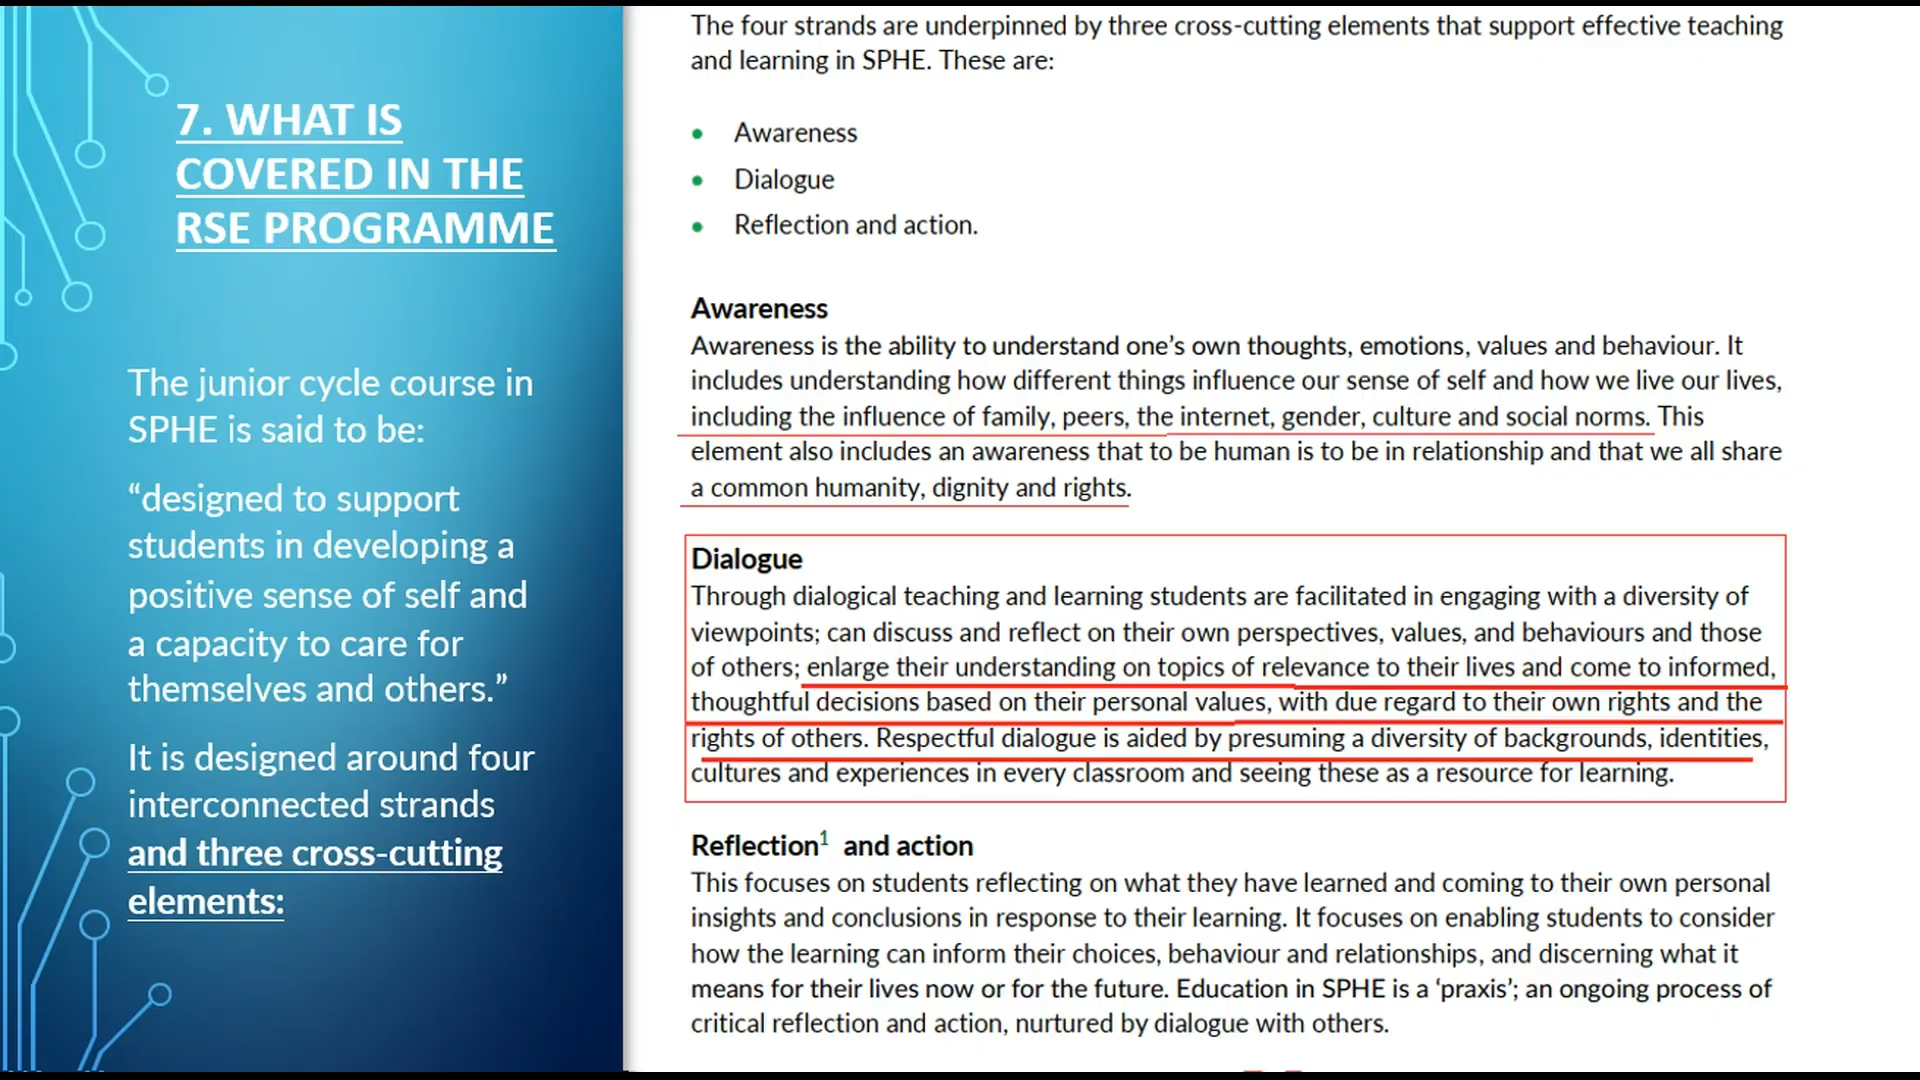 7. WHAT IS
COVERED IN THE
RSE PROGRAMME
The junior cycle course in
SPHE is said to be:
“designed to support
students in developing a
positive sense of self and
a capacity to care for
themselves and others.”
It is designed around four
interconnected strands
and three cross-cutting
elements:
The four strands are underpinned by three cross-cutting elements that support effective teaching
and learning in SPHE. These are:
• Awareness
• Dialogue
• Reflection and action.
Awareness
Awareness is the ability to understand one’s own thoughts, emotions, values and behaviour. It
includes understanding how different things influence our sense of self and how we live our lives,
including the influence of family, peers, the internet, gender, culture and social norms. This
element also includes an awareness that to be human is to be in relationship and that we all share
a common humanity, dignity and rights.
Dialogue
Through dialogical teaching and learning students are facilitated in engaging with a diversity of
viewpoints; can discuss and reflect on their own perspectives, values, and behaviours and those
of others; enlarge their understanding on topics of relevance to their lives and come to informed,
thoughtful decisions based on their personal values, with due regard to their own rights and the
rights of others. Respectful dialogue is aided by presuming a diversity of backgrounds, identities,
cultures and experiences in every classroom and seeing these as a resource for learning.
Reflection1 and action
This focuses on students reflecting on what they have learned and coming to their own personal
insights and conclusions in response to their learning. It focuses on enabling students to consider
how the learning can inform their choices, behaviour and relationships, and discerning what it
means for their lives now or for the future. Education in SPHE is a ‘praxis’; an ongoing process of
critical reflection and action, nurtured by dialogue with others.